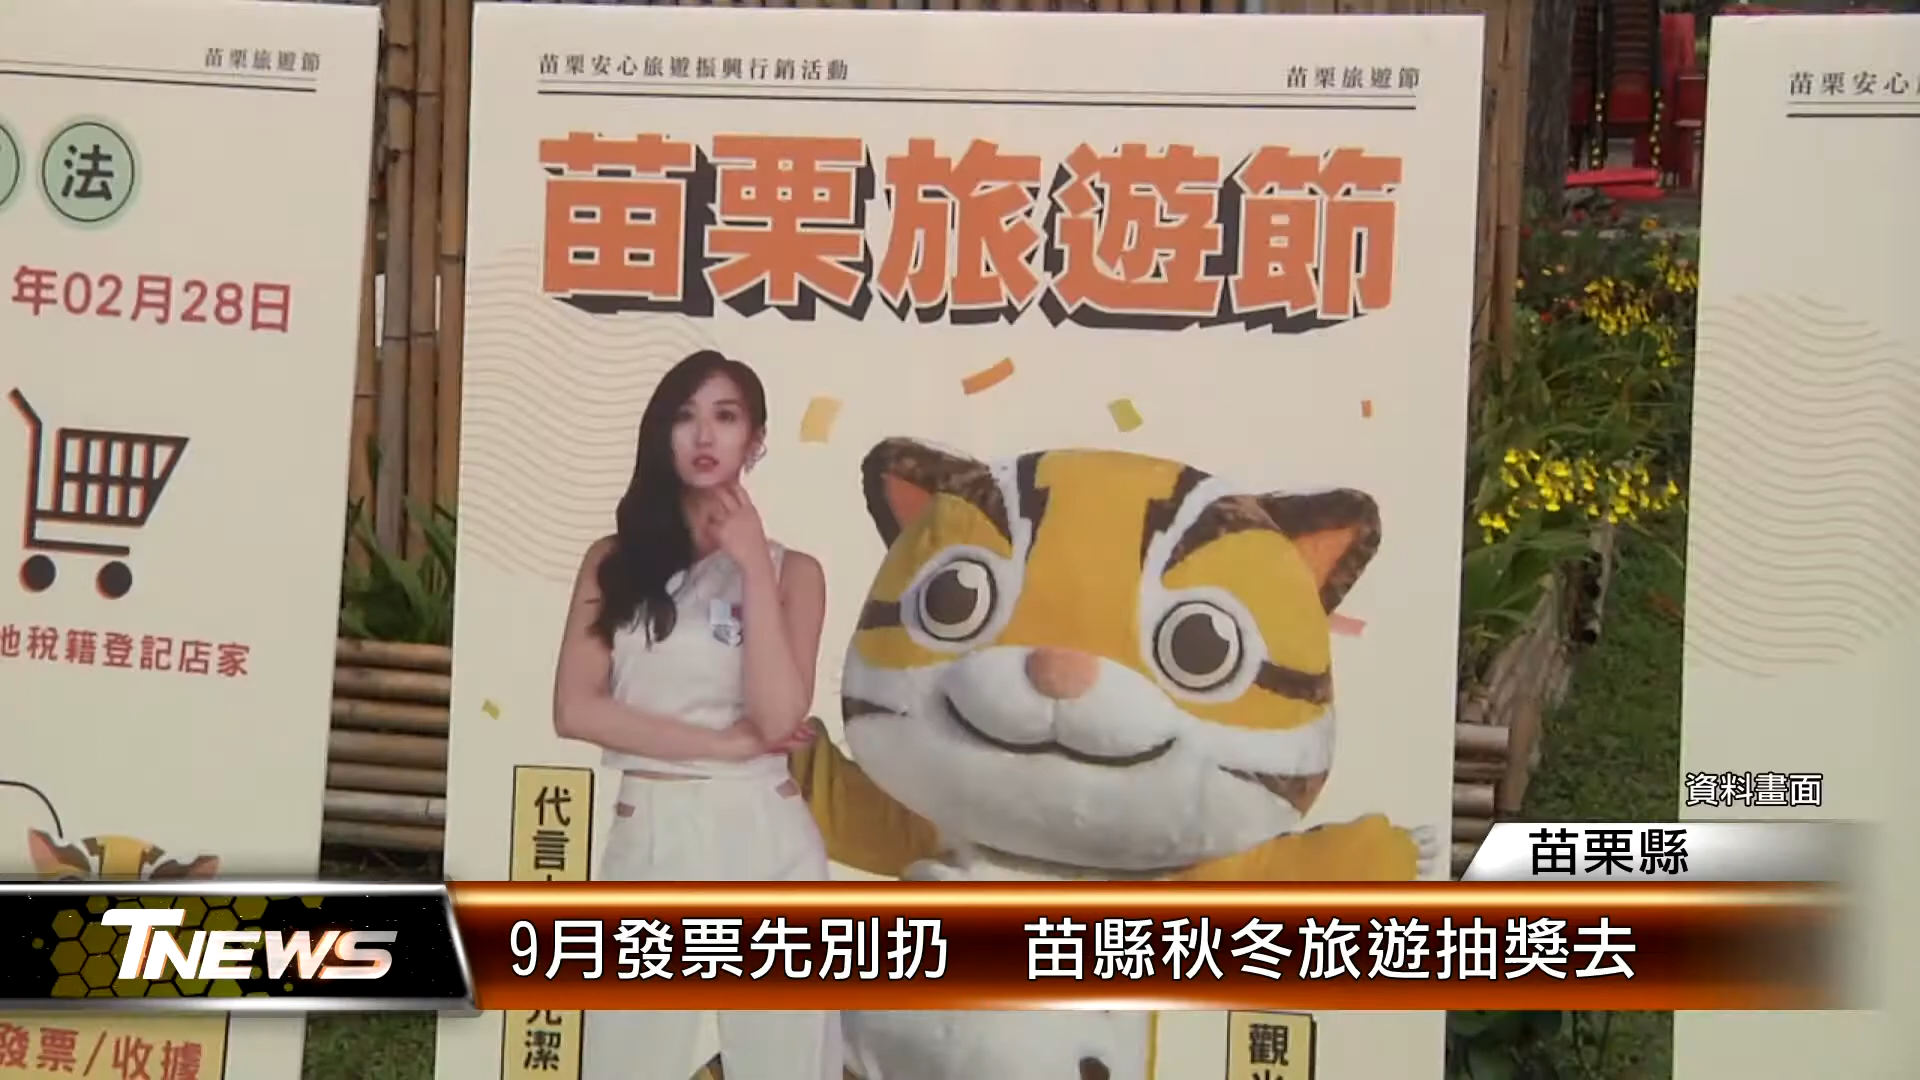 苗栗旅遊節
法
年02月28日
地稅籍登記店家
發票/收據
苗栗安心旅遊振興行銷活動
苗栗旅遊節
苗栗旅遊節
代言
潔
觀
苗栗安心
資料畫面
苗栗縣
TNEWS
9月發票先別扔 苗縣秋冬旅遊抽獎去